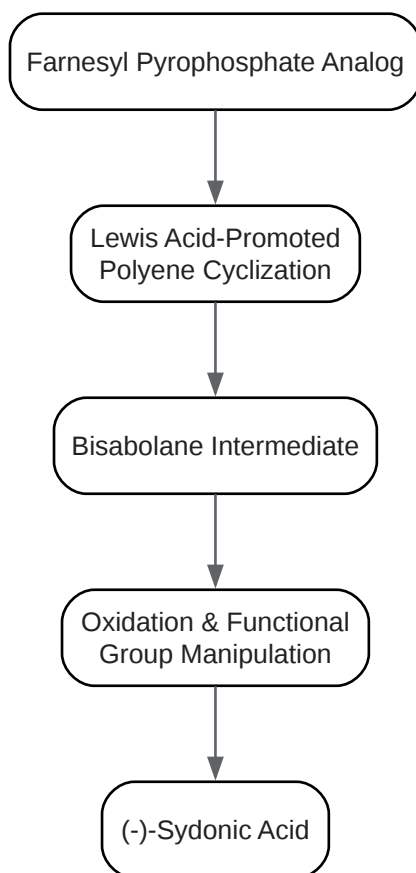 Farnesyl Pyrophosphate Analog
Lewis Acid-Promoted
Polyene Cyclization
Bisabolane Intermediate
Oxidation & Functional
Group Manipulation
(-)-Sydonic Acid